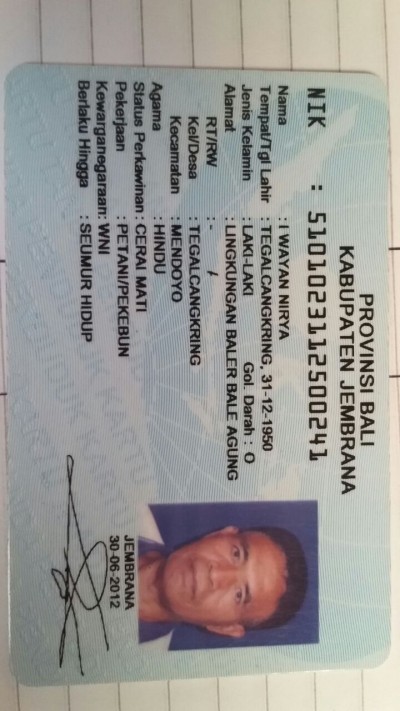 PROVINSI BALI
KABUPATEN JEMBRANA
NIK : 5101023112500241
Nama : I WAYAN NIRYA
Tempat/Tgl Lahir : TEGALCANGKRING, 31-12-1950
Jenis Kelamin : LAKI-LAKI Gol. Darah : O
Alamat : LINGKUNGAN BALER BALE AGUNG
RT/RW : - /
Kel/Desa : TEGALCANGKRING
Kecamatan : MENDOYO
Agama : HINDU
Status Perkawinan : CERAI MATI
Pekerjaan : PETANI/PEKEBUN
Kewarganegaraan: WNI
Berlaku Hingga : SEUMUR HIDUP
JEMBRANA
30-06-2012